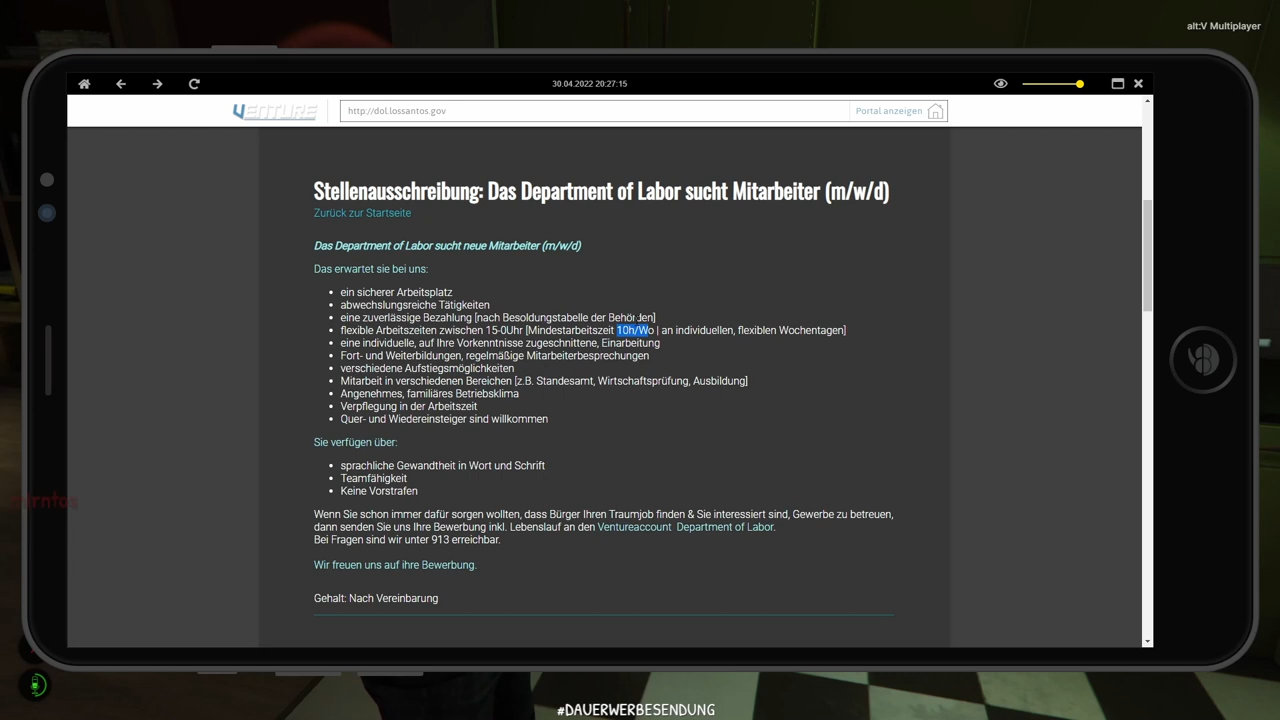 alt:V Multiplayer
30.04.2022 20:27:15
VENTURE
http://dol.lossantos.gov
Portal anzeigen
Stellenausschreibung: Das Department of Labor sucht Mitarbeiter (m/w/d)
Zurück zur Startseite
Das Department of Labor sucht neue Mitarbeiter (m/w/d)
Das erwartet sie bei uns:
• ein sicherer Arbeitsplatz
• abwechslungsreiche Tätigkeiten
• eine zuverlässige Bezahlung [nach Besoldungstabelle der Behörden]
• flexible Arbeitszeiten zwischen 15-0Uhr [Mindestarbeitszeit 10h/Wo | an individuellen, flexiblen Wochentagen]
• eine individuelle, auf Ihre Vorkenntnisse zugeschnittene, Einarbeitung
• Fort- und Weiterbildungen, regelmäßige Mitarbeiterbesprechungen
• verschiedene Aufstiegsmöglichkeiten
• Mitarbeit in verschiedenen Bereichen [z.B. Standesamt, Wirtschaftsprüfung, Ausbildung]
• Angenehmes, familiäres Betriebsklima
• Verpflegung in der Arbeitszeit
• Quer- und Wiedereinsteiger sind willkommen
Sie verfügen über:
• sprachliche Gewandtheit in Wort und Schrift
• Teamfähigkeit
• Keine Vorstrafen
Wenn Sie schon immer dafür sorgen wollten, dass Bürger Ihren Traumjob finden & Sie interessiert sind, Gewerbe zu betreuen,
dann senden Sie uns Ihre Bewerbung inkl. Lebenslauf an den Ventureaccount Department of Labor.
Bei Fragen sind wir unter 913 erreichbar.
Wir freuen uns auf ihre Bewerbung.
Gehalt: Nach Vereinbarung
#DAUERWERBESENDUNG